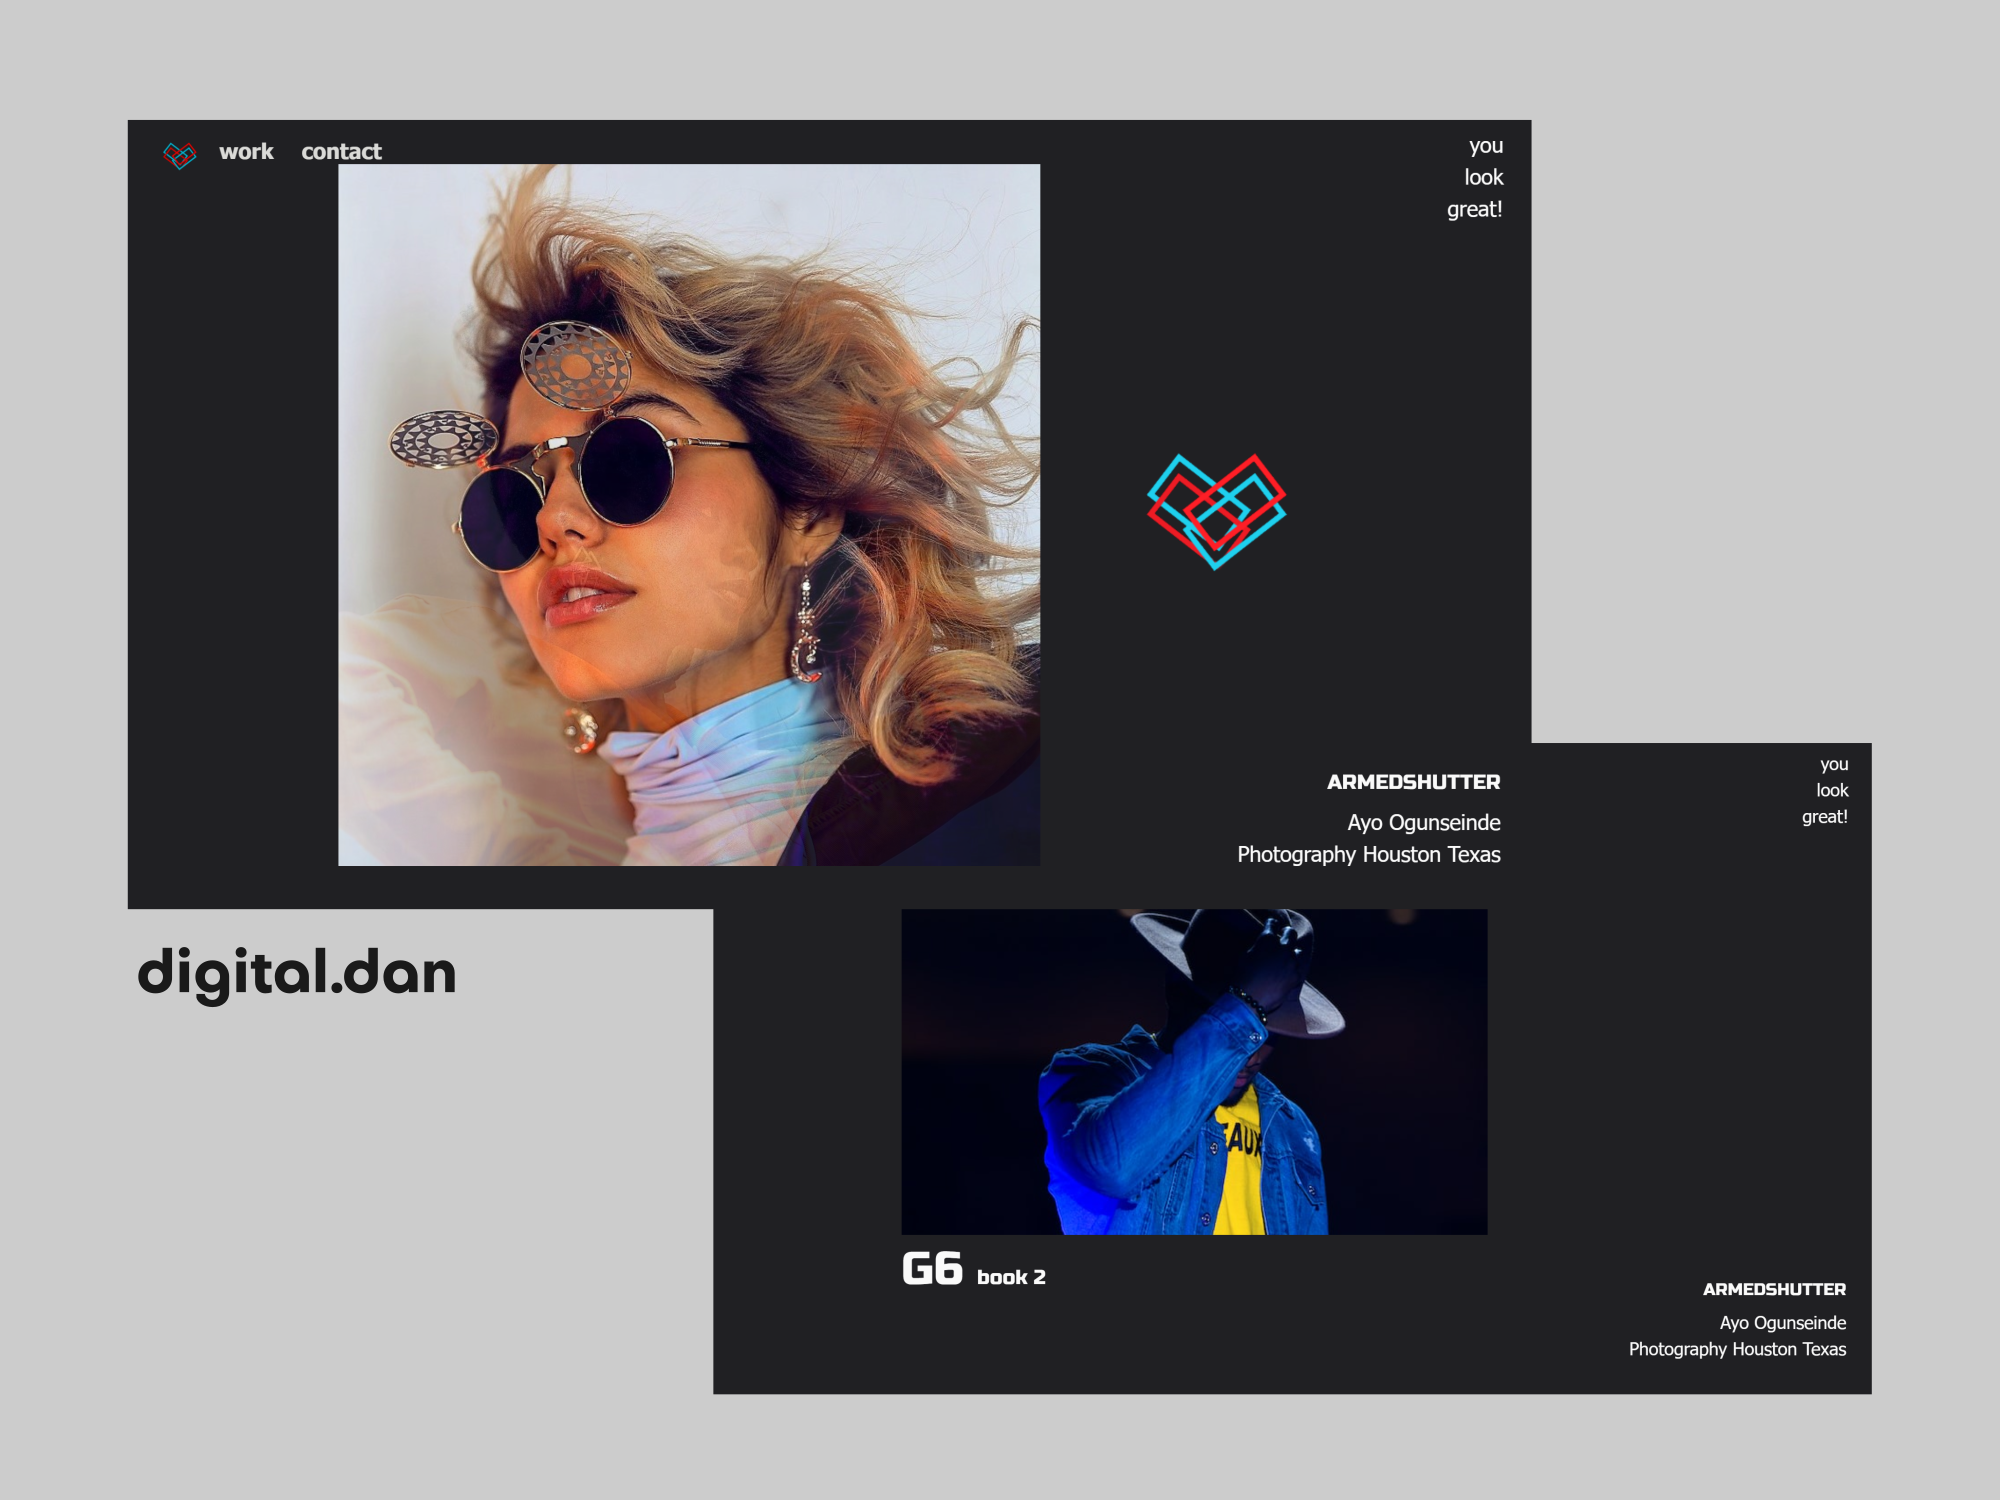 work contact
you
look
great!
ARMEDSHUTTER
Ayo Ogunseinde
Photography Houston Texas
digital.dan
you
look
great!
EAUX
G6 book 2
ARMEDSHUTTER
Ayo Ogunseinde
Photography Houston Texas